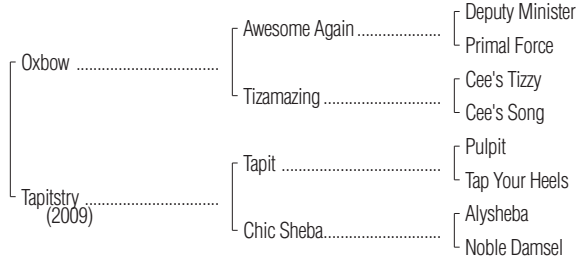 Deputy Minister
Awesome Again ....................
Primal Force
Oxbow ..................................
Cee's Tizzy
Tizamazing ............................
Cee's Song
Pulpit
Tapit ......................................
Tap Your Heels
Tapitstry ................................
(2009)
Alysheba
Chic Sheba............................
Noble Damsel